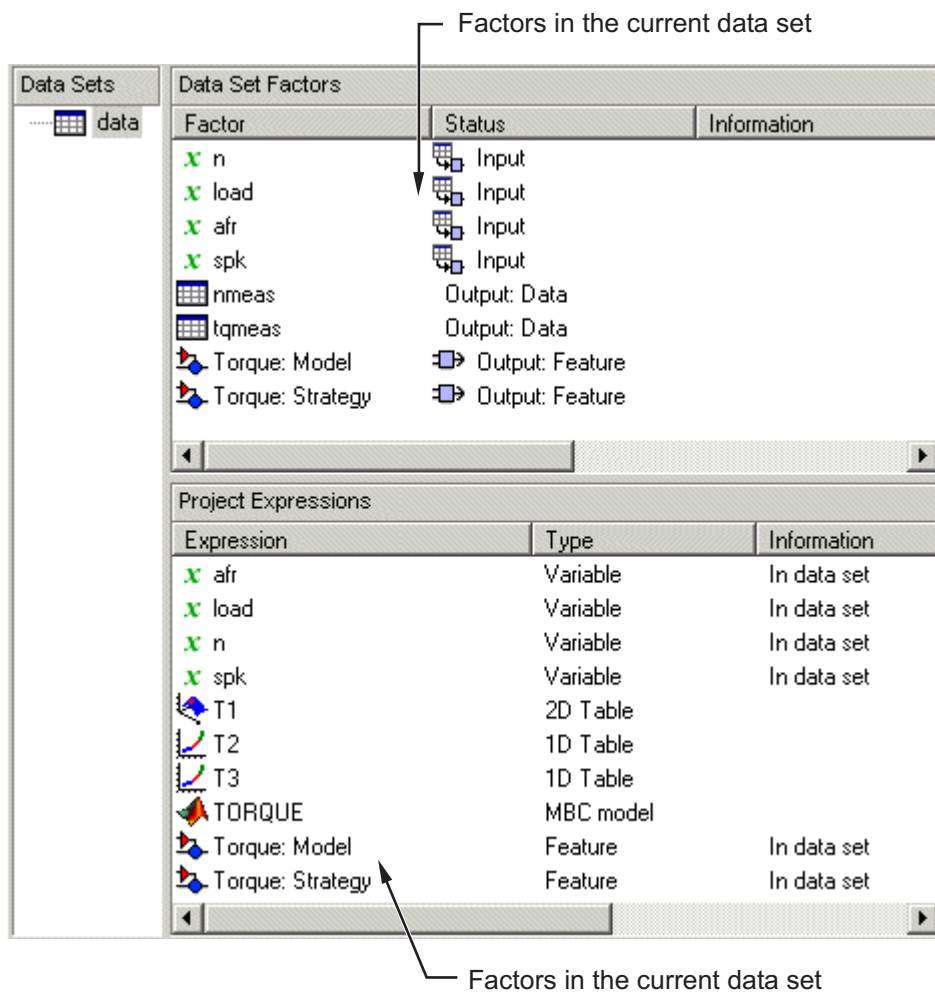 Factors in the current data set
Data Sets
data
Data Set Factors
Factor Status Information
x n Input
x load Input
x afr Input
x spk Input
nmeas Output: Data
tqmeas Output: Data
Torque: Model Output: Feature
Torque: Strategy Output: Feature
Project Expressions
Expression Type Information
x afr Variable In data set
x load Variable In data set
x n Variable In data set
x spk Variable In data set
T1 2D Table
T2 1D Table
T3 1D Table
TORQUE MBC model
Torque: Model Feature In data set
Torque: Strategy Feature In data set
Factors in the current data set